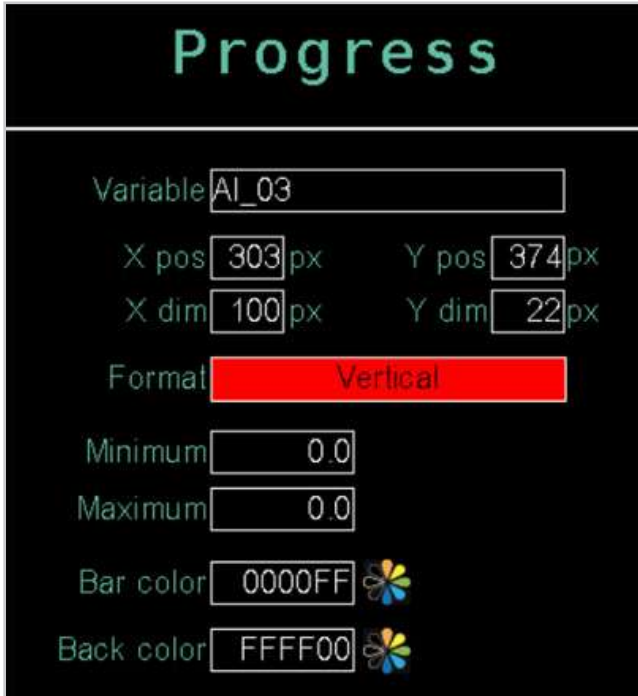 Progress
Variable AI_03
X pos 303 px Y pos 374 px
X dim 100 px Y dim 22 px
Format Vertical
Minimum 0.0
Maximum 0.0
Bar color 0000FF
Back color FFFF00